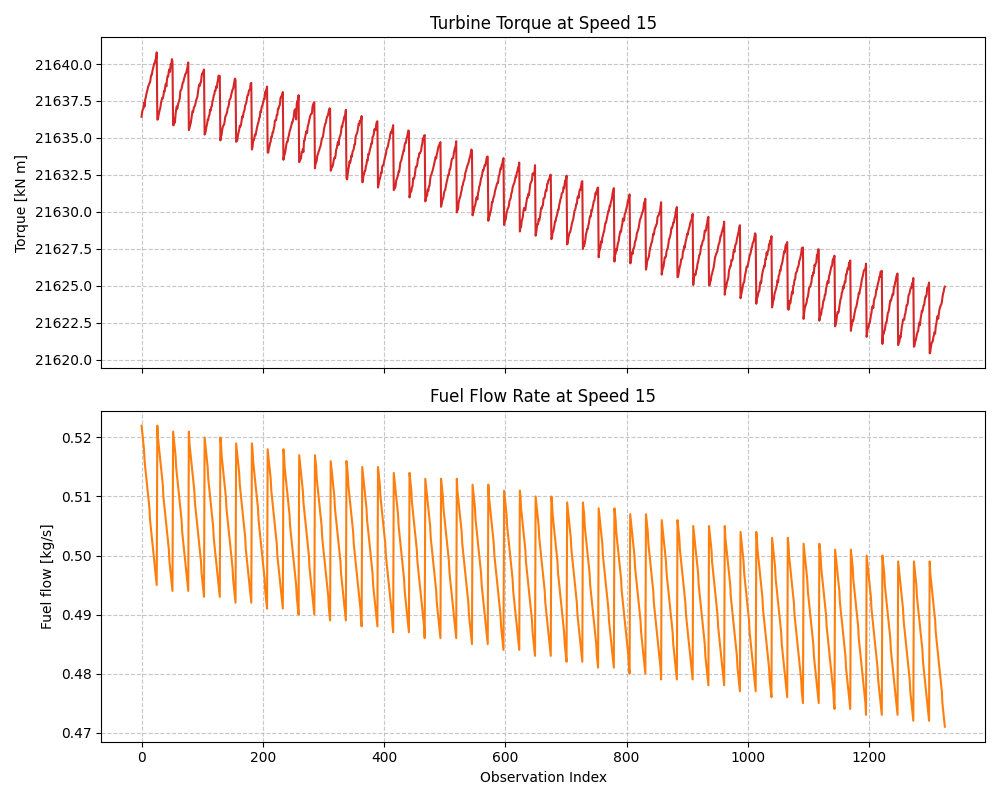 Turbine Torque at Speed 15
21640.0
21637.5
21635.0
21632.5
21630.0
21627.5
21625.0
21622.5
21620.0
Torque [kN m]
Fuel Flow Rate at Speed 15
0.52
0.51
0.50
0.49
0.48
0.47
Fuel flow [kg/s]
0 200 400 600 800 1000 1200
Observation Index